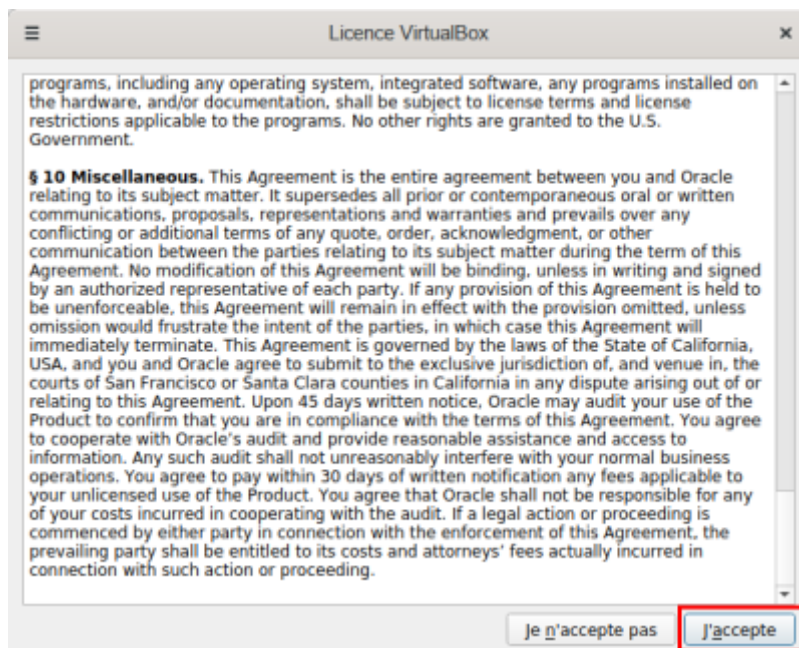 Licence VirtualBox
programs, including any operating system, integrated software, any programs installed on
the hardware, and/or documentation, shall be subject to license terms and license
restrictions applicable to the programs. No other rights are granted to the U.S.
Government.
§ 10 Miscellaneous. This Agreement is the entire agreement between you and Oracle
relating to its subject matter. It supersedes all prior or contemporaneous oral or written
communications, proposals, representations and warranties and prevails over any
conflicting or additional terms of any quote, order, acknowledgment, or other
communication between the parties relating to its subject matter during the term of this
Agreement. No modification of this Agreement will be binding, unless in writing and signed
by an authorized representative of each party. If any provision of this Agreement is held to
be unenforceable, this Agreement will remain in effect with the provision omitted, unless
omission would frustrate the intent of the parties, in which case this Agreement will
immediately terminate. This Agreement is governed by the laws of the State of California,
USA, and you and Oracle agree to submit to the exclusive jurisdiction of, and venue in, the
courts of San Francisco or Santa Clara counties in California in any dispute arising out of or
relating to this Agreement. Upon 45 days written notice, Oracle may audit your use of the
Product to confirm that you are in compliance with the terms of this Agreement. You agree
to cooperate with Oracle's audit and provide reasonable assistance and access to
information. Any such audit shall not unreasonably interfere with your normal business
operations. You agree to pay within 30 days of written notification any fees applicable to
your unlicensed use of the Product. You agree that Oracle shall not be responsible for any
of your costs incurred in cooperating with the audit. If a legal action or proceeding is
commenced by either party in connection with the enforcement of this Agreement, the
prevailing party shall be entitled to its costs and attorneys' fees actually incurred in
connection with such action or proceeding.
Je n'accepte pas
J'accepte